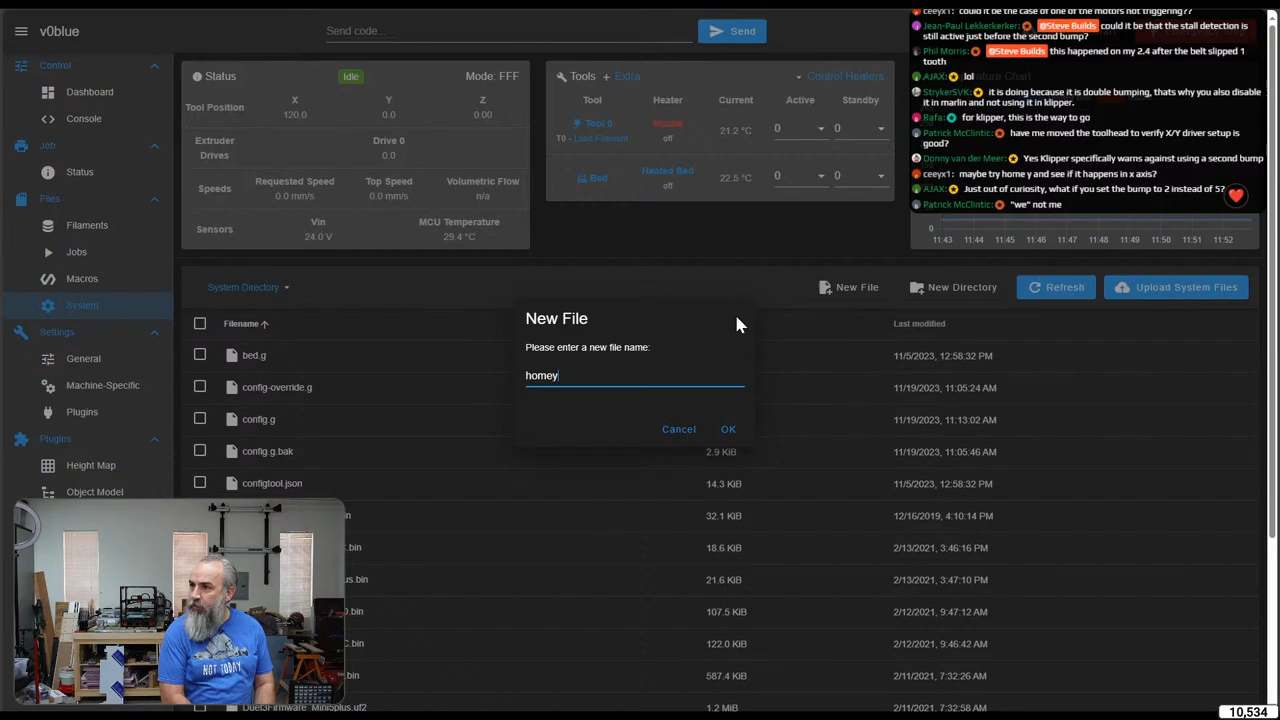 v0blue
Send code...
Send
Control
Dashboard
Console
Job
Status
Files
Filaments
Jobs
Macros
System
Settings
General
Machine-Specific
Plugins
Plugins
Height Map
Object Model
Status
Idle
Mode: FFF
Tool Position
X
Y
Z
120.0
0.00
0.00
Extruder Drives
Drive 0
0.0
Speeds
Requested Speed
Top Speed
Volumetric Flow
0.0 mm/s
0.0 mm/s
n/a
Sensors
Vin
MCU Temperature
24.0 V
29.4 °C
Tools
+ Extra
Control Heaters
Tool
Heater
Current
Active
Standby
Tool 0
T0 - Load Filament
Nozzle
off
21.2 °C
0
0
Bed
Heated Bed
off
22.5 °C
0
0
ceeyx1: could it be the case of one of the motors not triggering??
Jean-Paul Lekkerkerker: @Steve Builds could it be that the stall detection is
still active just before the second bump?
Phil Morris: @Steve Builds this happened on my 2.4 after the belt slipped 1
tooth
AJAX: lol
StrykerSVK: it is doing because it is double bumping, thats why you also disable
it in marlin and not using it in klipper.
Rafa: for klipper, this is the way to go
Patrick McClintic: have me moved the toolhead to verify X/Y driver setup is
good?
Donny van der Meer: Yes Klipper specifically warns against using a second bump
ceeyx1: maybe try home y and see if it happens in x axis?
AJAX: Just out of curiosity, what if you set the bump to 2 instead of 5?
Patrick McClintic: "we" not me
0
11:43 11:44 11:45 11:46 11:47 11:48 11:49 11:50 11:51 11:52
System Directory
New File
New Directory
Refresh
Upload System Files
Filename
Last modified
bed.g
11/5/2023, 12:58:32 PM
config-override.g
11/19/2023, 11:05:24 AM
config.g
11/19/2023, 11:13:02 AM
config.g.bak
2.9 KiB
11/19/2023, 11:05:46 AM
configtool.json
14.3 KiB
11/5/2023, 12:58:32 PM
32.1 KiB
12/16/2019, 4:10:14 PM
C.bin
18.6 KiB
2/13/2021, 3:46:16 PM
us.bin
21.6 KiB
2/13/2021, 3:47:10 PM
107.5 KiB
2/12/2021, 9:47:12 AM
122.0 KiB
2/12/2021, 9:46:42 AM
587.4 KiB
2/11/2021, 7:32:26 AM
Duet3Firmware_Mini5plus.uf2
1.2 MiB
2/11/2021, 7:32:58 AM
New File
Please enter a new file name:
homey
Cancel
OK
NOT TODAY
10,534